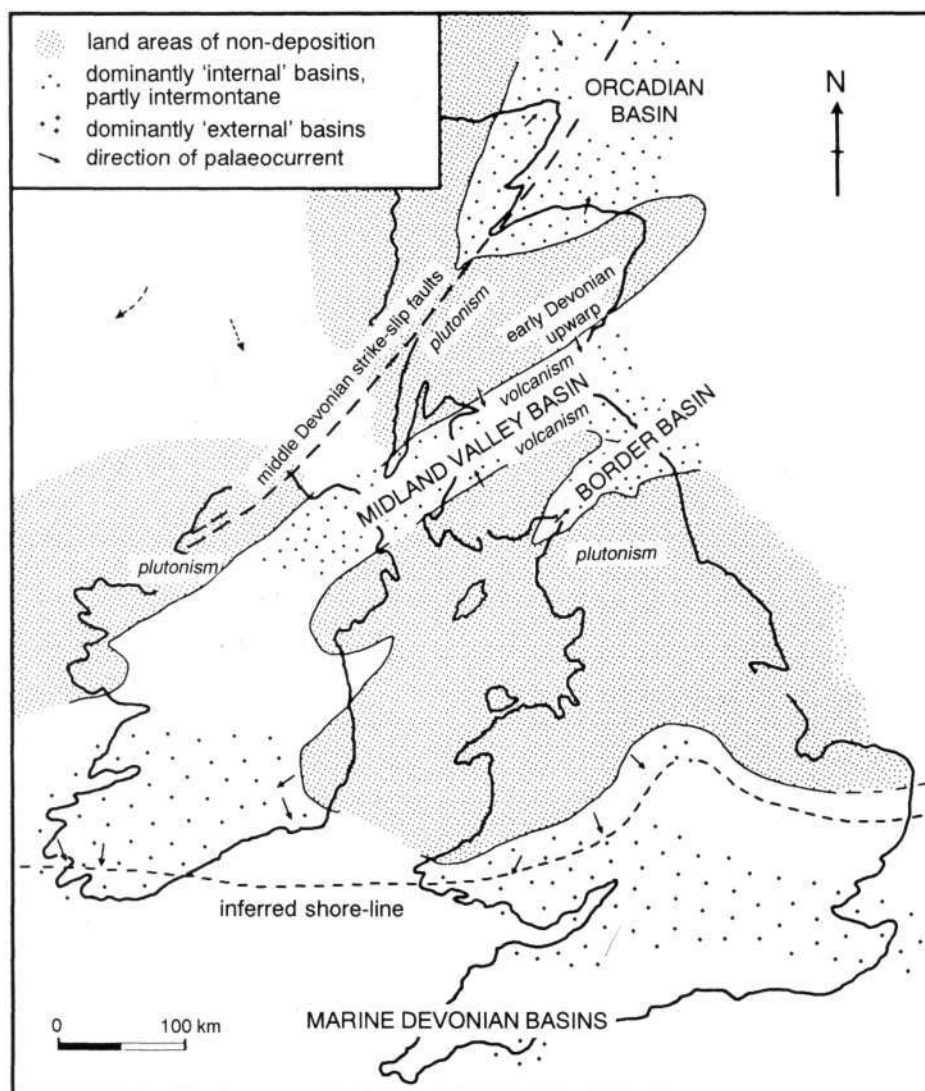 land areas of non-deposition
dominantly ‘internal’ basins,
partly intermontane
dominantly ‘external’ basins
direction of palaeocurrent
ORCADIAN
BASIN
N
middle Devonian strike-slip faults
plutonism
early Devonian
upwarp
volcanism
MIDLAND VALLEY BASIN
volcanism
BORDER BASIN
plutonism
plutonism
inferred shore-line
0
100 km
MARINE DEVONIAN BASINS